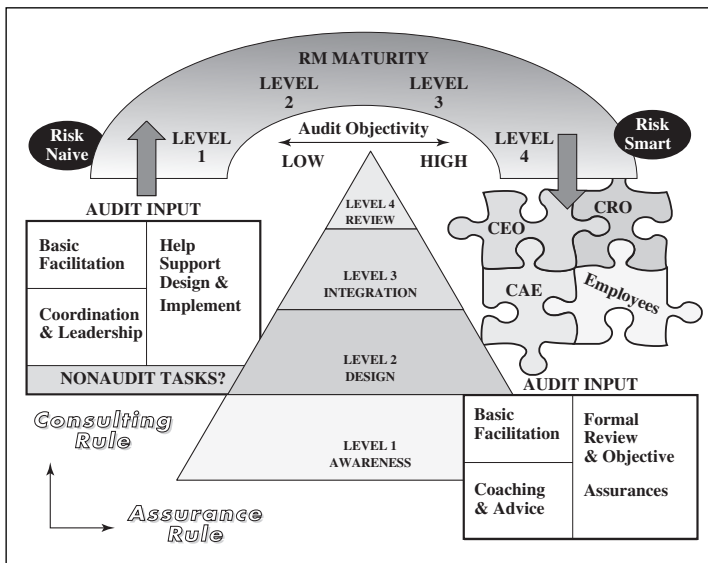 RM MATURITY
LEVEL
2
LEVEL
3
Risk
Naive
LEVEL
1
Audit Objectivity
LOW
HIGH
LEVEL
4
Risk
Smart
AUDIT INPUT
Basic
Facilitation
Help
Support
Design &
Implement
Coordination
& Leadership
NONAUDIT TASKS?
LEVEL 4
REVIEW
LEVEL 3
INTEGRATION
LEVEL 2
DESIGN
LEVEL 1
AWARENESS
CEO
CRO
CAE
Employees
AUDIT INPUT
Basic
Facilitation
Formal
Review
& Objective
Assurances
Coaching
& Advice
Consulting
Rule
Assurance
Rule